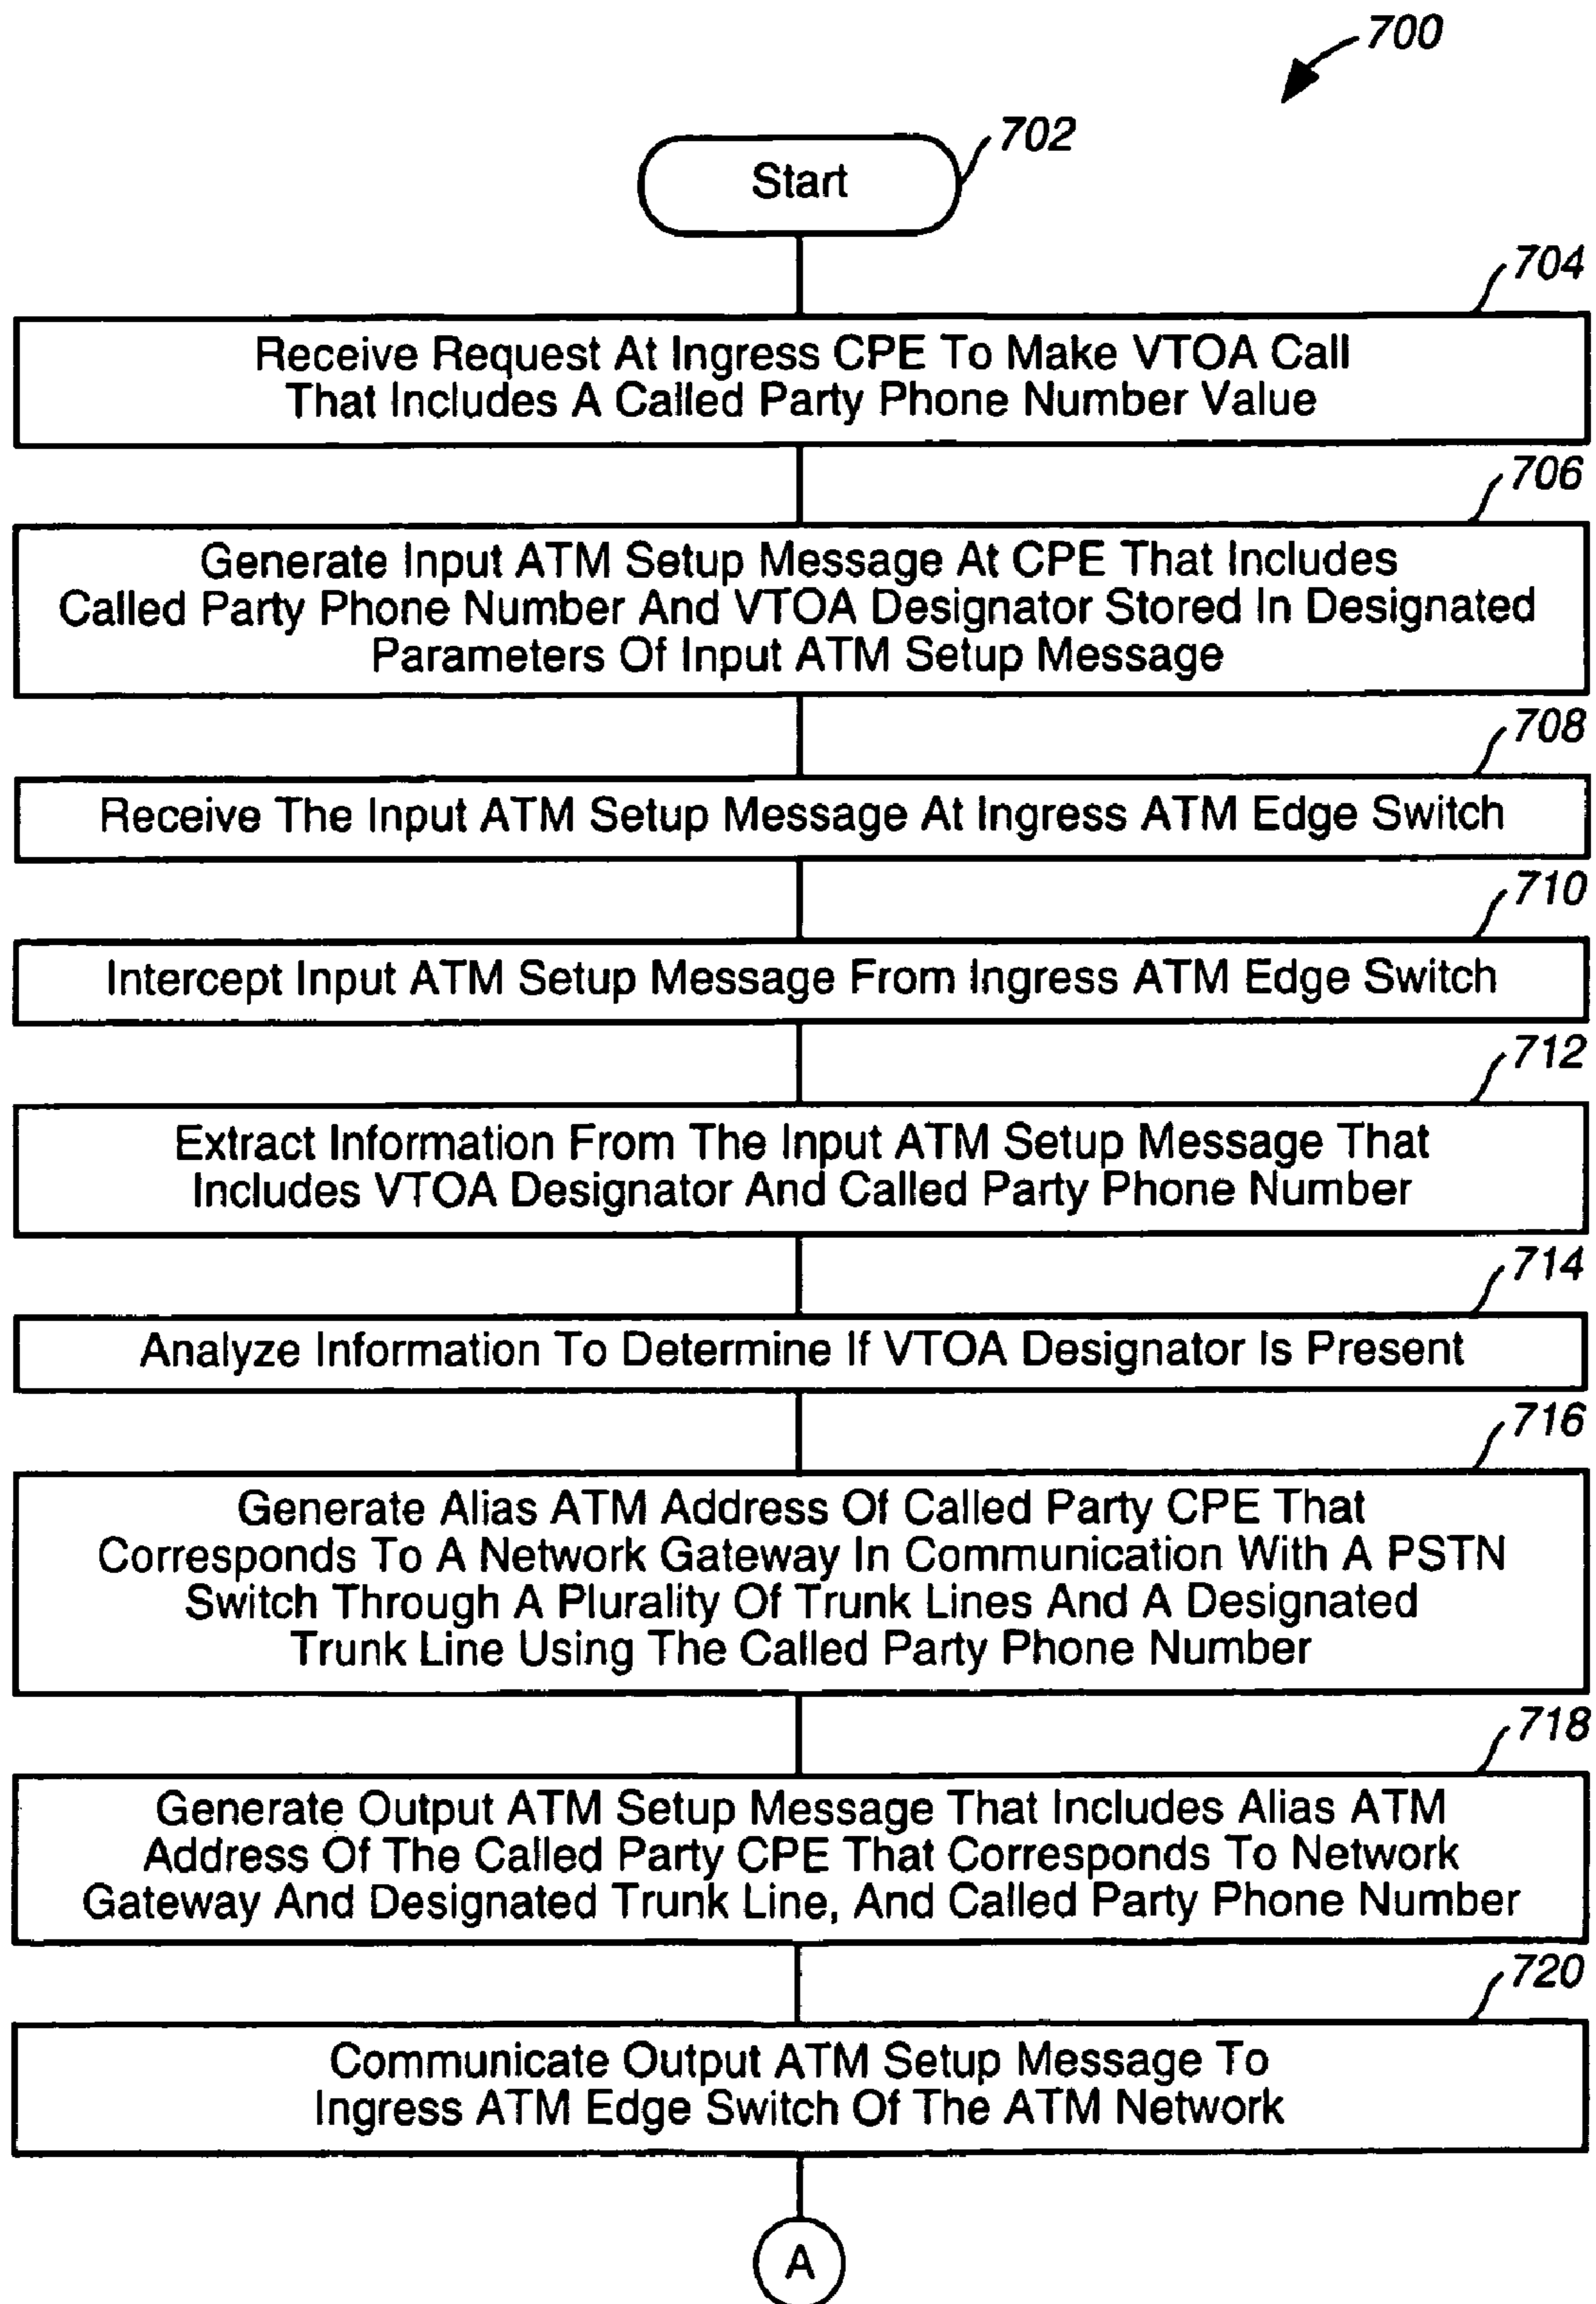 700
702
Start
704
Receive Request At Ingress CPE To Make VTOA Call
That Includes A Called Party Phone Number Value
706
Generate Input ATM Setup Message At CPE That Includes
Called Party Phone Number And VTOA Designator Stored In Designated
Parameters Of Input ATM Setup Message
708
Receive The Input ATM Setup Message At Ingress ATM Edge Switch
710
Intercept Input ATM Setup Message From Ingress ATM Edge Switch
712
Extract Information From The Input ATM Setup Message That
Includes VTOA Designator And Called Party Phone Number
714
Analyze Information To Determine If VTOA Designator Is Present
716
Generate Alias ATM Address Of Called Party CPE That
Corresponds To A Network Gateway In Communication With A PSTN
Switch Through A Plurality Of Trunk Lines And A Designated
Trunk Line Using The Called Party Phone Number
718
Generate Output ATM Setup Message That Includes Alias ATM
Address Of The Called Party CPE That Corresponds To Network
Gateway And Designated Trunk Line, And Called Party Phone Number
720
Communicate Output ATM Setup Message To
Ingress ATM Edge Switch Of The ATM Network
A